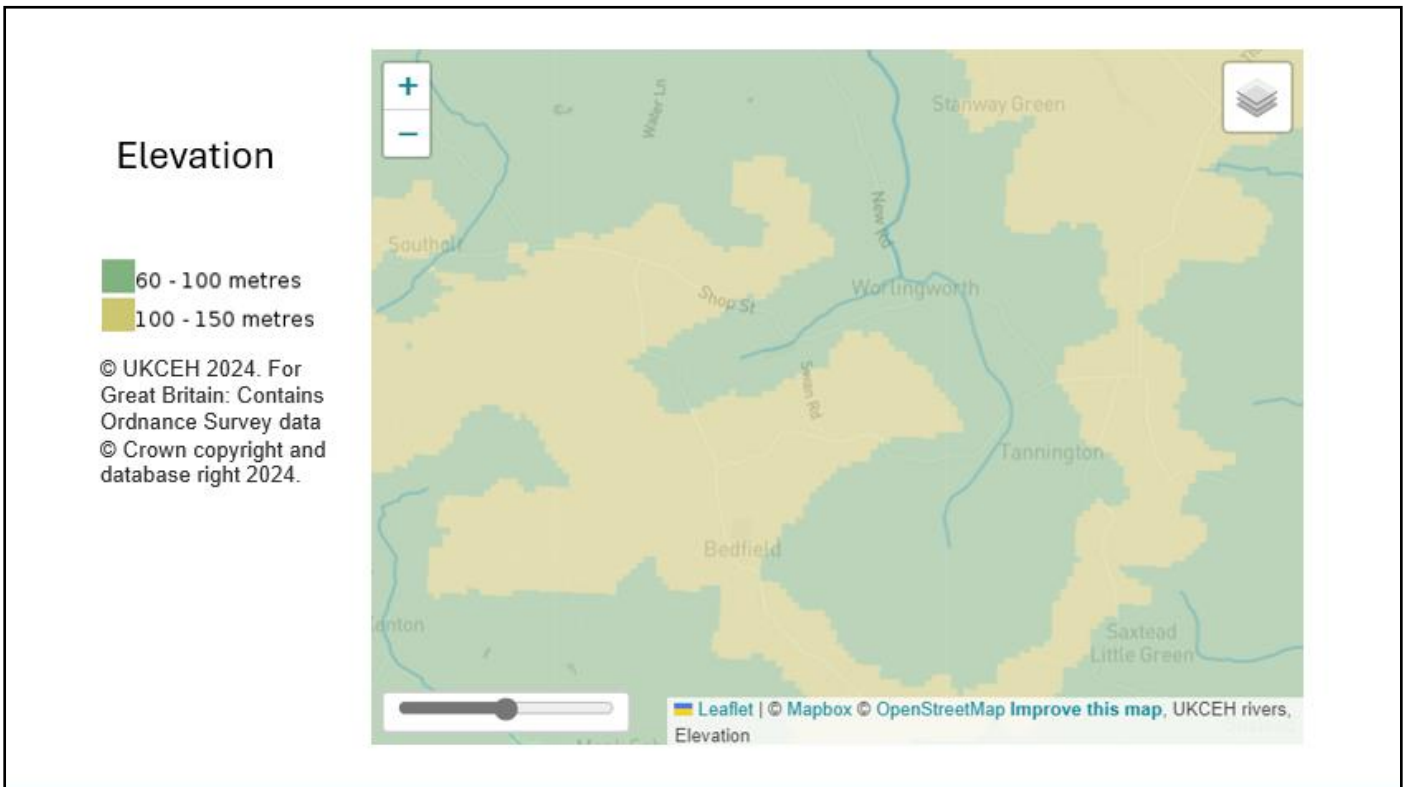 Elevation
60 - 100 metres
100 - 150 metres
© UKCEH 2024. For
Great Britain: Contains
Ordnance Survey data
© Crown copyright and
database right 2024.
+
−
Water Ln
Stanway Green
New Rd
Southolt
Worlingworth
Shop St
Swan Rd
Tannington
Bedfield
Saxtead
Little Green
Leaflet | © Mapbox © OpenStreetMap Improve this map, UKCEH rivers,
Elevation